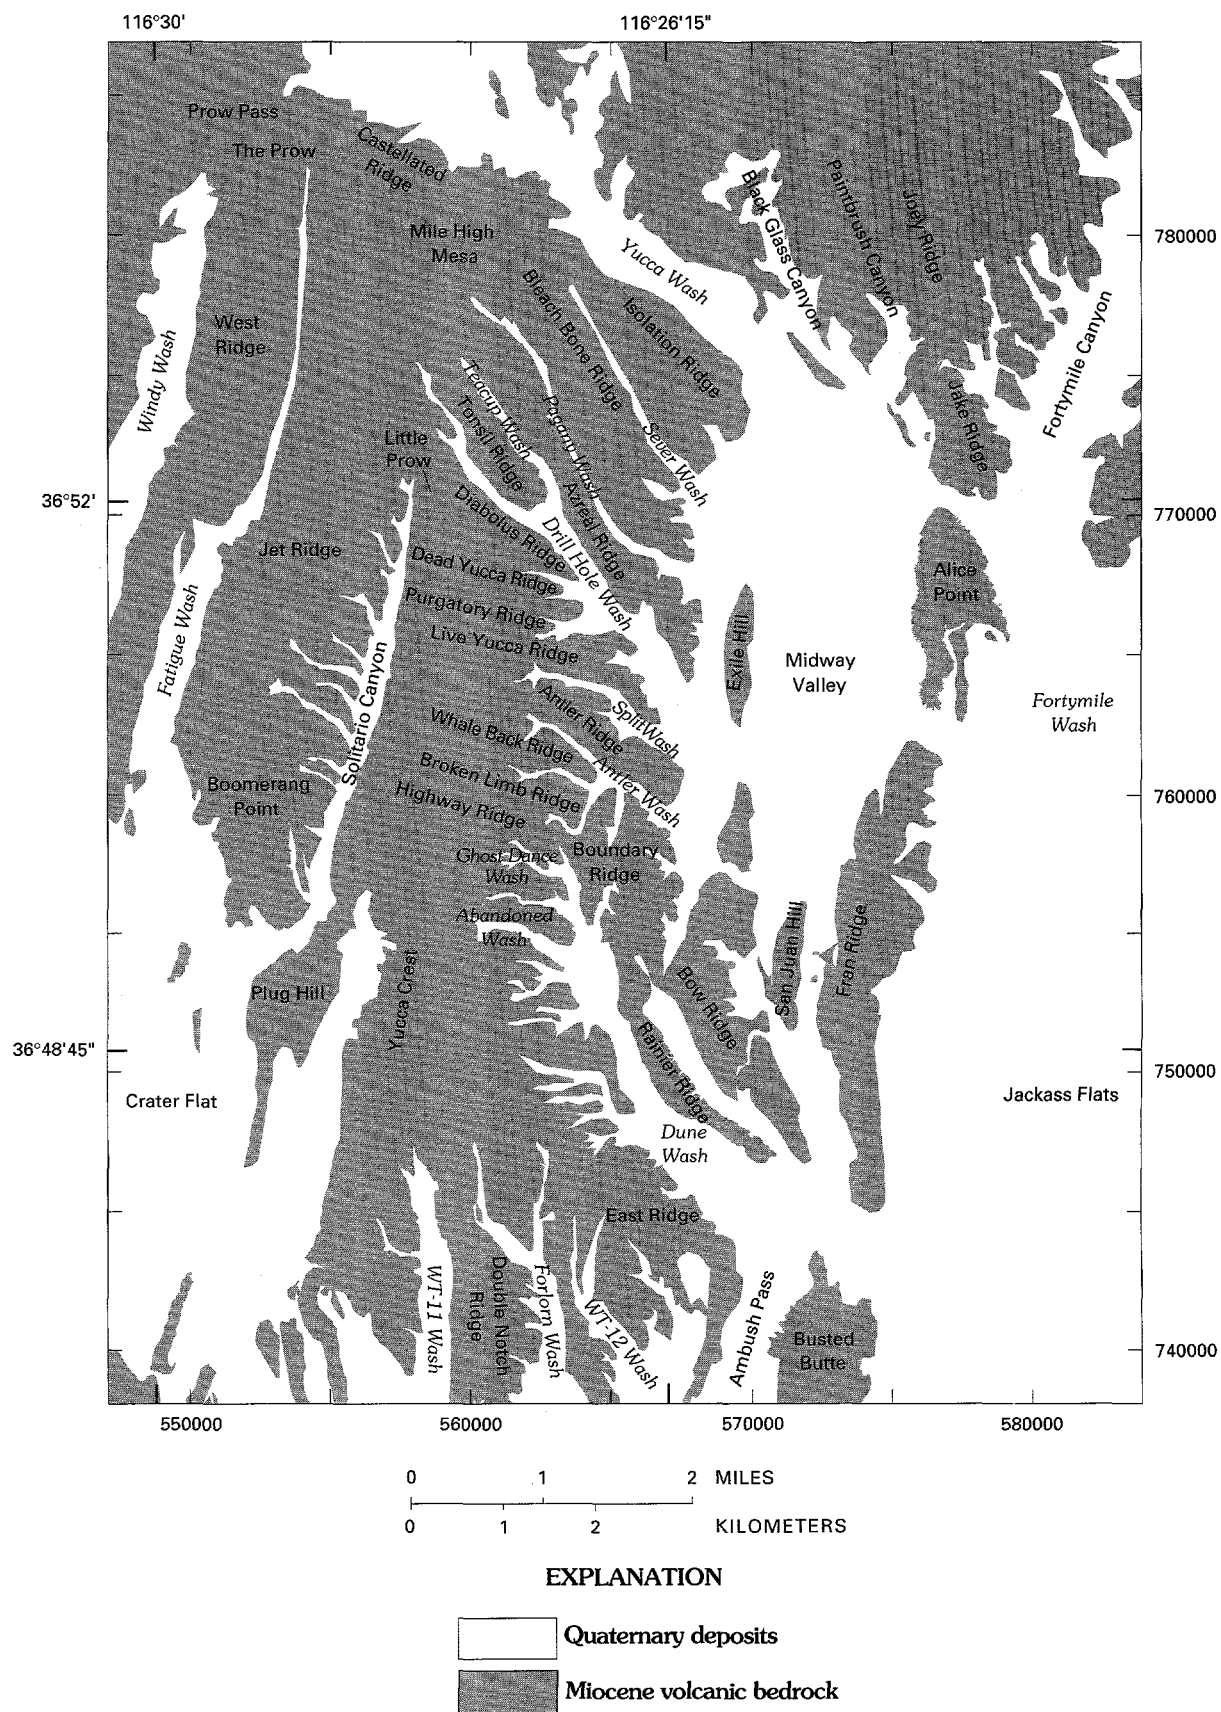 116°30'
116°26'15"
Prow Pass
The Prow
Castellated
Ridge
Mile High
Mesa
Yucca Wash
Black Glass Canyon
Paintbrush Canyon
Joey Ridge
780000
Bleach Bone Ridge
Isolation Ridge
Fortymile Canyon
West
Ridge
Windy Wash
Teacup Wash
Tonsil Ridge
Pagany Wash
Sever Wash
Jake Ridge
Little
Prow
36°52'
770000
Diabolus Ridge
Azreal Ridge
Drill Hole Wash
Jet Ridge
Dead Yucca Ridge
Alice
Point
Purgatory Ridge
Fatigue Wash
Live Yucca Ridge
Exile Hill
Midway
Valley
Solitario Canyon
Fortymile
Wash
Antler Ridge
Split Wash
Whale Back Ridge
Antler Wash
Broken Limb Ridge
Boomerang
Point
Highway Ridge
760000
Ghost Dance
Wash
Boundary
Ridge
Abandoned
Wash
San Juan Hill
Fran Ridge
Plug Hill
Yucca Crest
Bow Ridge
36°48'45"
Rainier Ridge
750000
Crater Flat
Jackass Flats
Dune
Wash
East Ridge
WT-11 Wash
Double Notch
Ridge
Forlorn Wash
WT-12 Wash
Ambush Pass
Busted
Butte
740000
550000
560000
570000
580000
0 1 2 MILES
0 1 2 KILOMETERS
EXPLANATION
Quaternary deposits
Miocene volcanic bedrock